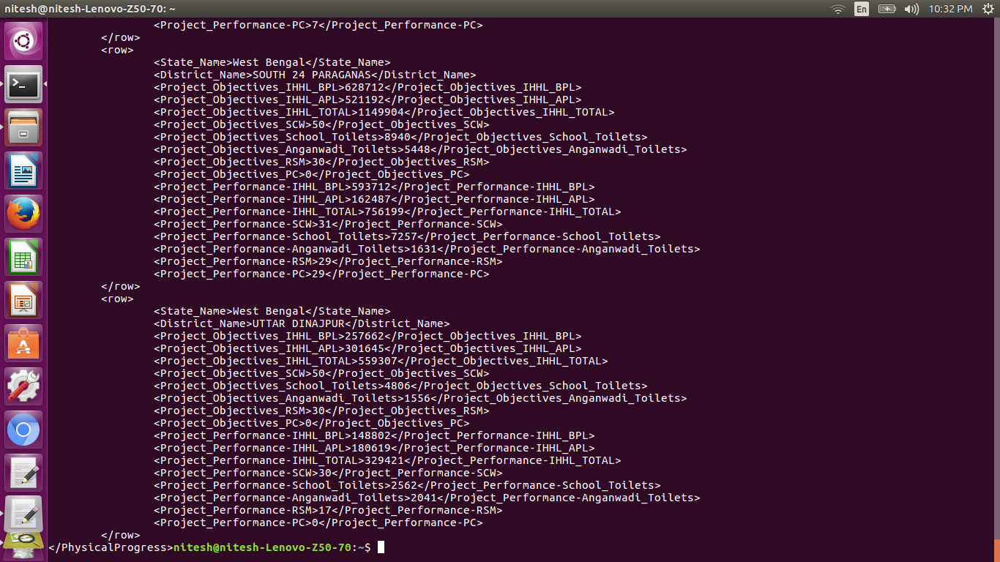 nitesh@nitesh-Lenovo-Z50-70: ~
En
10:32 PM
<Project_Performance-PC>7</Project_Performance-PC>
</row>
<row>
<State_Name>West Bengal</State_Name>
<District_Name>SOUTH 24 PARAGANAS</District_Name>
<Project_Objectives_IHHL_BPL>628712</Project_Objectives_IHHL_BPL>
<Project_Objectives_IHHL_APL>521192</Project_Objectives_IHHL_APL>
<Project_Objectives_IHHL_TOTAL>1149904</Project_Objectives_IHHL_TOTAL>
<Project_Objectives_SCW>50</Project_Objectives_SCW>
<Project_Objectives_School_Toilets>8940</Project_Objectives_School_Toilets>
<Project_Objectives_Anganwadi_Toilets>5448</Project_Objectives_Anganwadi_Toilets>
<Project_Objectives_RSM>30</Project_Objectives_RSM>
<Project_Objectives_PC>0</Project_Objectives_PC>
<Project_Performance-IHHL_BPL>593712</Project_Performance-IHHL_BPL>
<Project_Performance-IHHL_APL>162487</Project_Performance-IHHL_APL>
<Project_Performance-IHHL_TOTAL>756199</Project_Performance-IHHL_TOTAL>
<Project_Performance-SCW>31</Project_Performance-SCW>
<Project_Performance-School_Toilets>7257</Project_Performance-School_Toilets>
<Project_Performance-Anganwadi_Toilets>1631</Project_Performance-Anganwadi_Toilets>
<Project_Performance-RSM>29</Project_Performance-RSM>
<Project_Performance-PC>29</Project_Performance-PC>
</row>
<row>
<State_Name>West Bengal</State_Name>
<District_Name>UTTAR DINAJPUR</District_Name>
<Project_Objectives_IHHL_BPL>257662</Project_Objectives_IHHL_BPL>
<Project_Objectives_IHHL_APL>301645</Project_Objectives_IHHL_APL>
<Project_Objectives_IHHL_TOTAL>559307</Project_Objectives_IHHL_TOTAL>
<Project_Objectives_SCW>50</Project_Objectives_SCW>
<Project_Objectives_School_Toilets>4806</Project_Objectives_School_Toilets>
<Project_Objectives_Anganwadi_Toilets>1556</Project_Objectives_Anganwadi_Toilets>
<Project_Objectives_RSM>30</Project_Objectives_RSM>
<Project_Objectives_PC>0</Project_Objectives_PC>
<Project_Performance-IHHL_BPL>148802</Project_Performance-IHHL_BPL>
<Project_Performance-IHHL_APL>180619</Project_Performance-IHHL_APL>
<Project_Performance-IHHL_TOTAL>329421</Project_Performance-IHHL_TOTAL>
<Project_Performance-SCW>30</Project_Performance-SCW>
<Project_Performance-School_Toilets>2562</Project_Performance-School_Toilets>
<Project_Performance-Anganwadi_Toilets>2041</Project_Performance-Anganwadi_Toilets>
<Project_Performance-RSM>17</Project_Performance-RSM>
<Project_Performance-PC>0</Project_Performance-PC>
</row>
</PhysicalProgress>nitesh@nitesh-Lenovo-Z50-70:~$